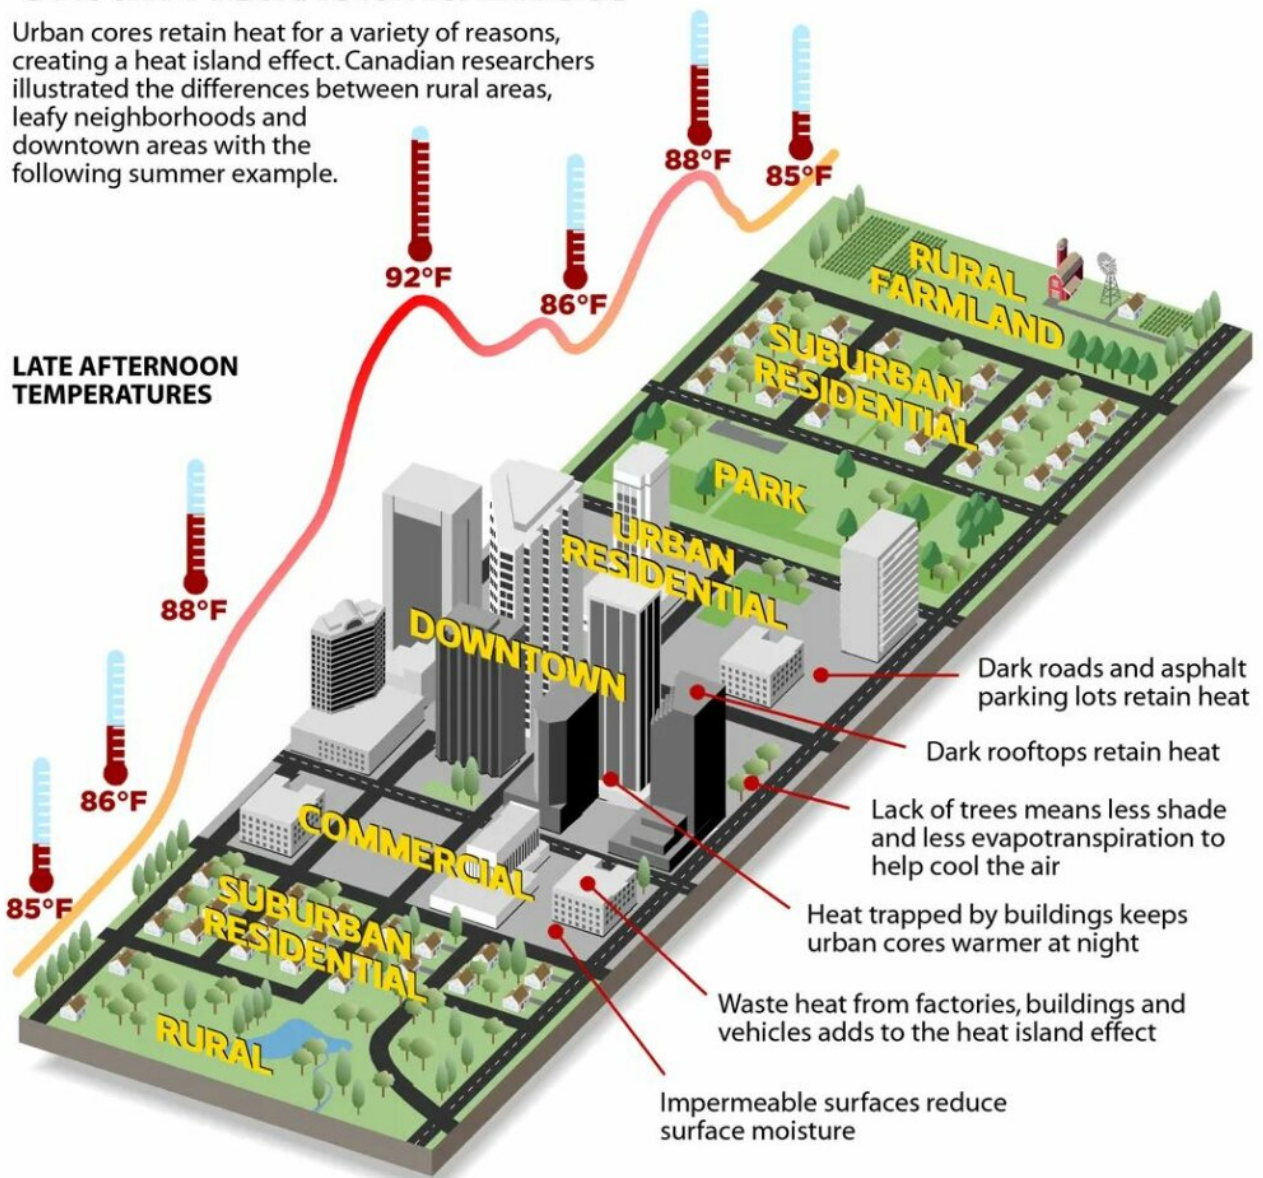 Urban cores retain heat for a variety of reasons,
creating a heat island effect. Canadian researchers
illustrated the differences between rural areas,
leafy neighborhoods and
downtown areas with the
following summer example.
88°F
85°F
92°F
86°F
LATE AFTERNOON
TEMPERATURES
88°F
86°F
85°F
RURAL
FARMLAND
SUBURBAN
RESIDENTIAL
PARK
URBAN
RESIDENTIAL
DOWNTOWN
COMMERCIAL
SUBURBAN
RESIDENTIAL
RURAL
Dark roads and asphalt
parking lots retain heat
Dark rooftops retain heat
Lack of trees means less shade
and less evapotranspiration to
help cool the air
Heat trapped by buildings keeps
urban cores warmer at night
Waste heat from factories, buildings and
vehicles adds to the heat island effect
Impermeable surfaces reduce
surface moisture